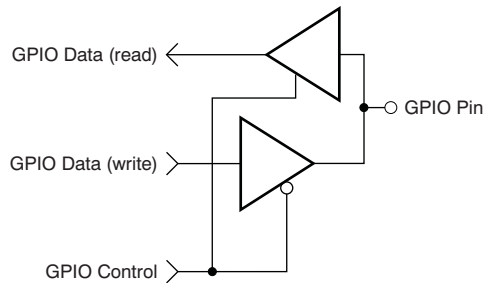 GPIO Data (read)
GPIO Pin
GPIO Data (write)
GPIO Control